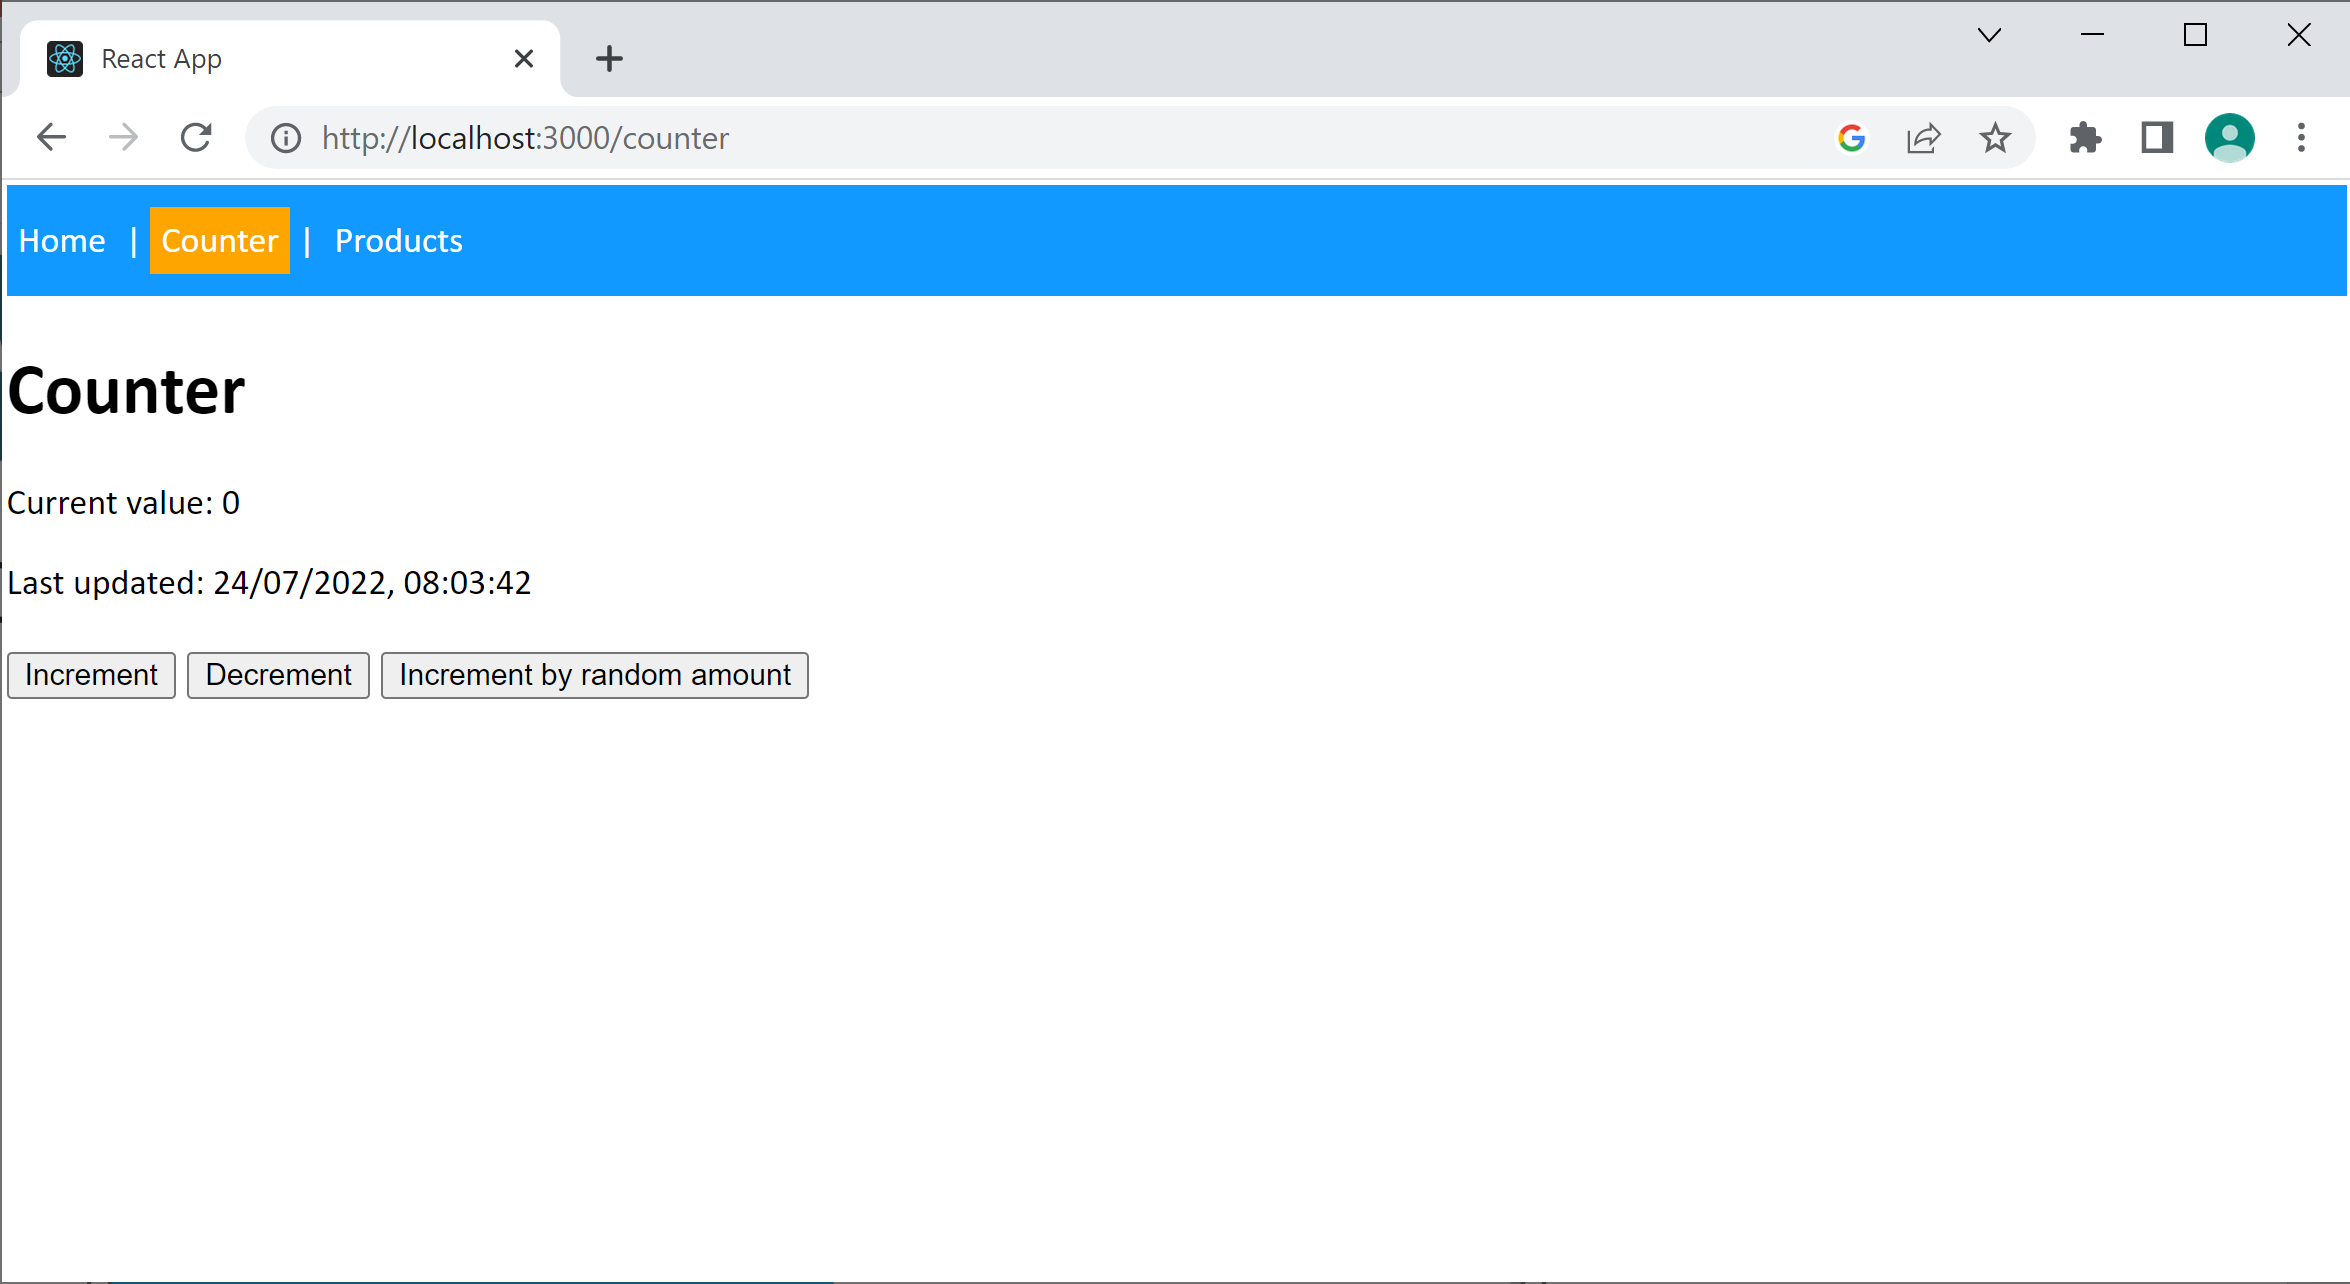 React App
http://localhost:3000/counter
Home | Counter | Products
Counter
Current value: 0
Last updated: 24/07/2022, 08:03:42
Increment Decrement Increment by random amount